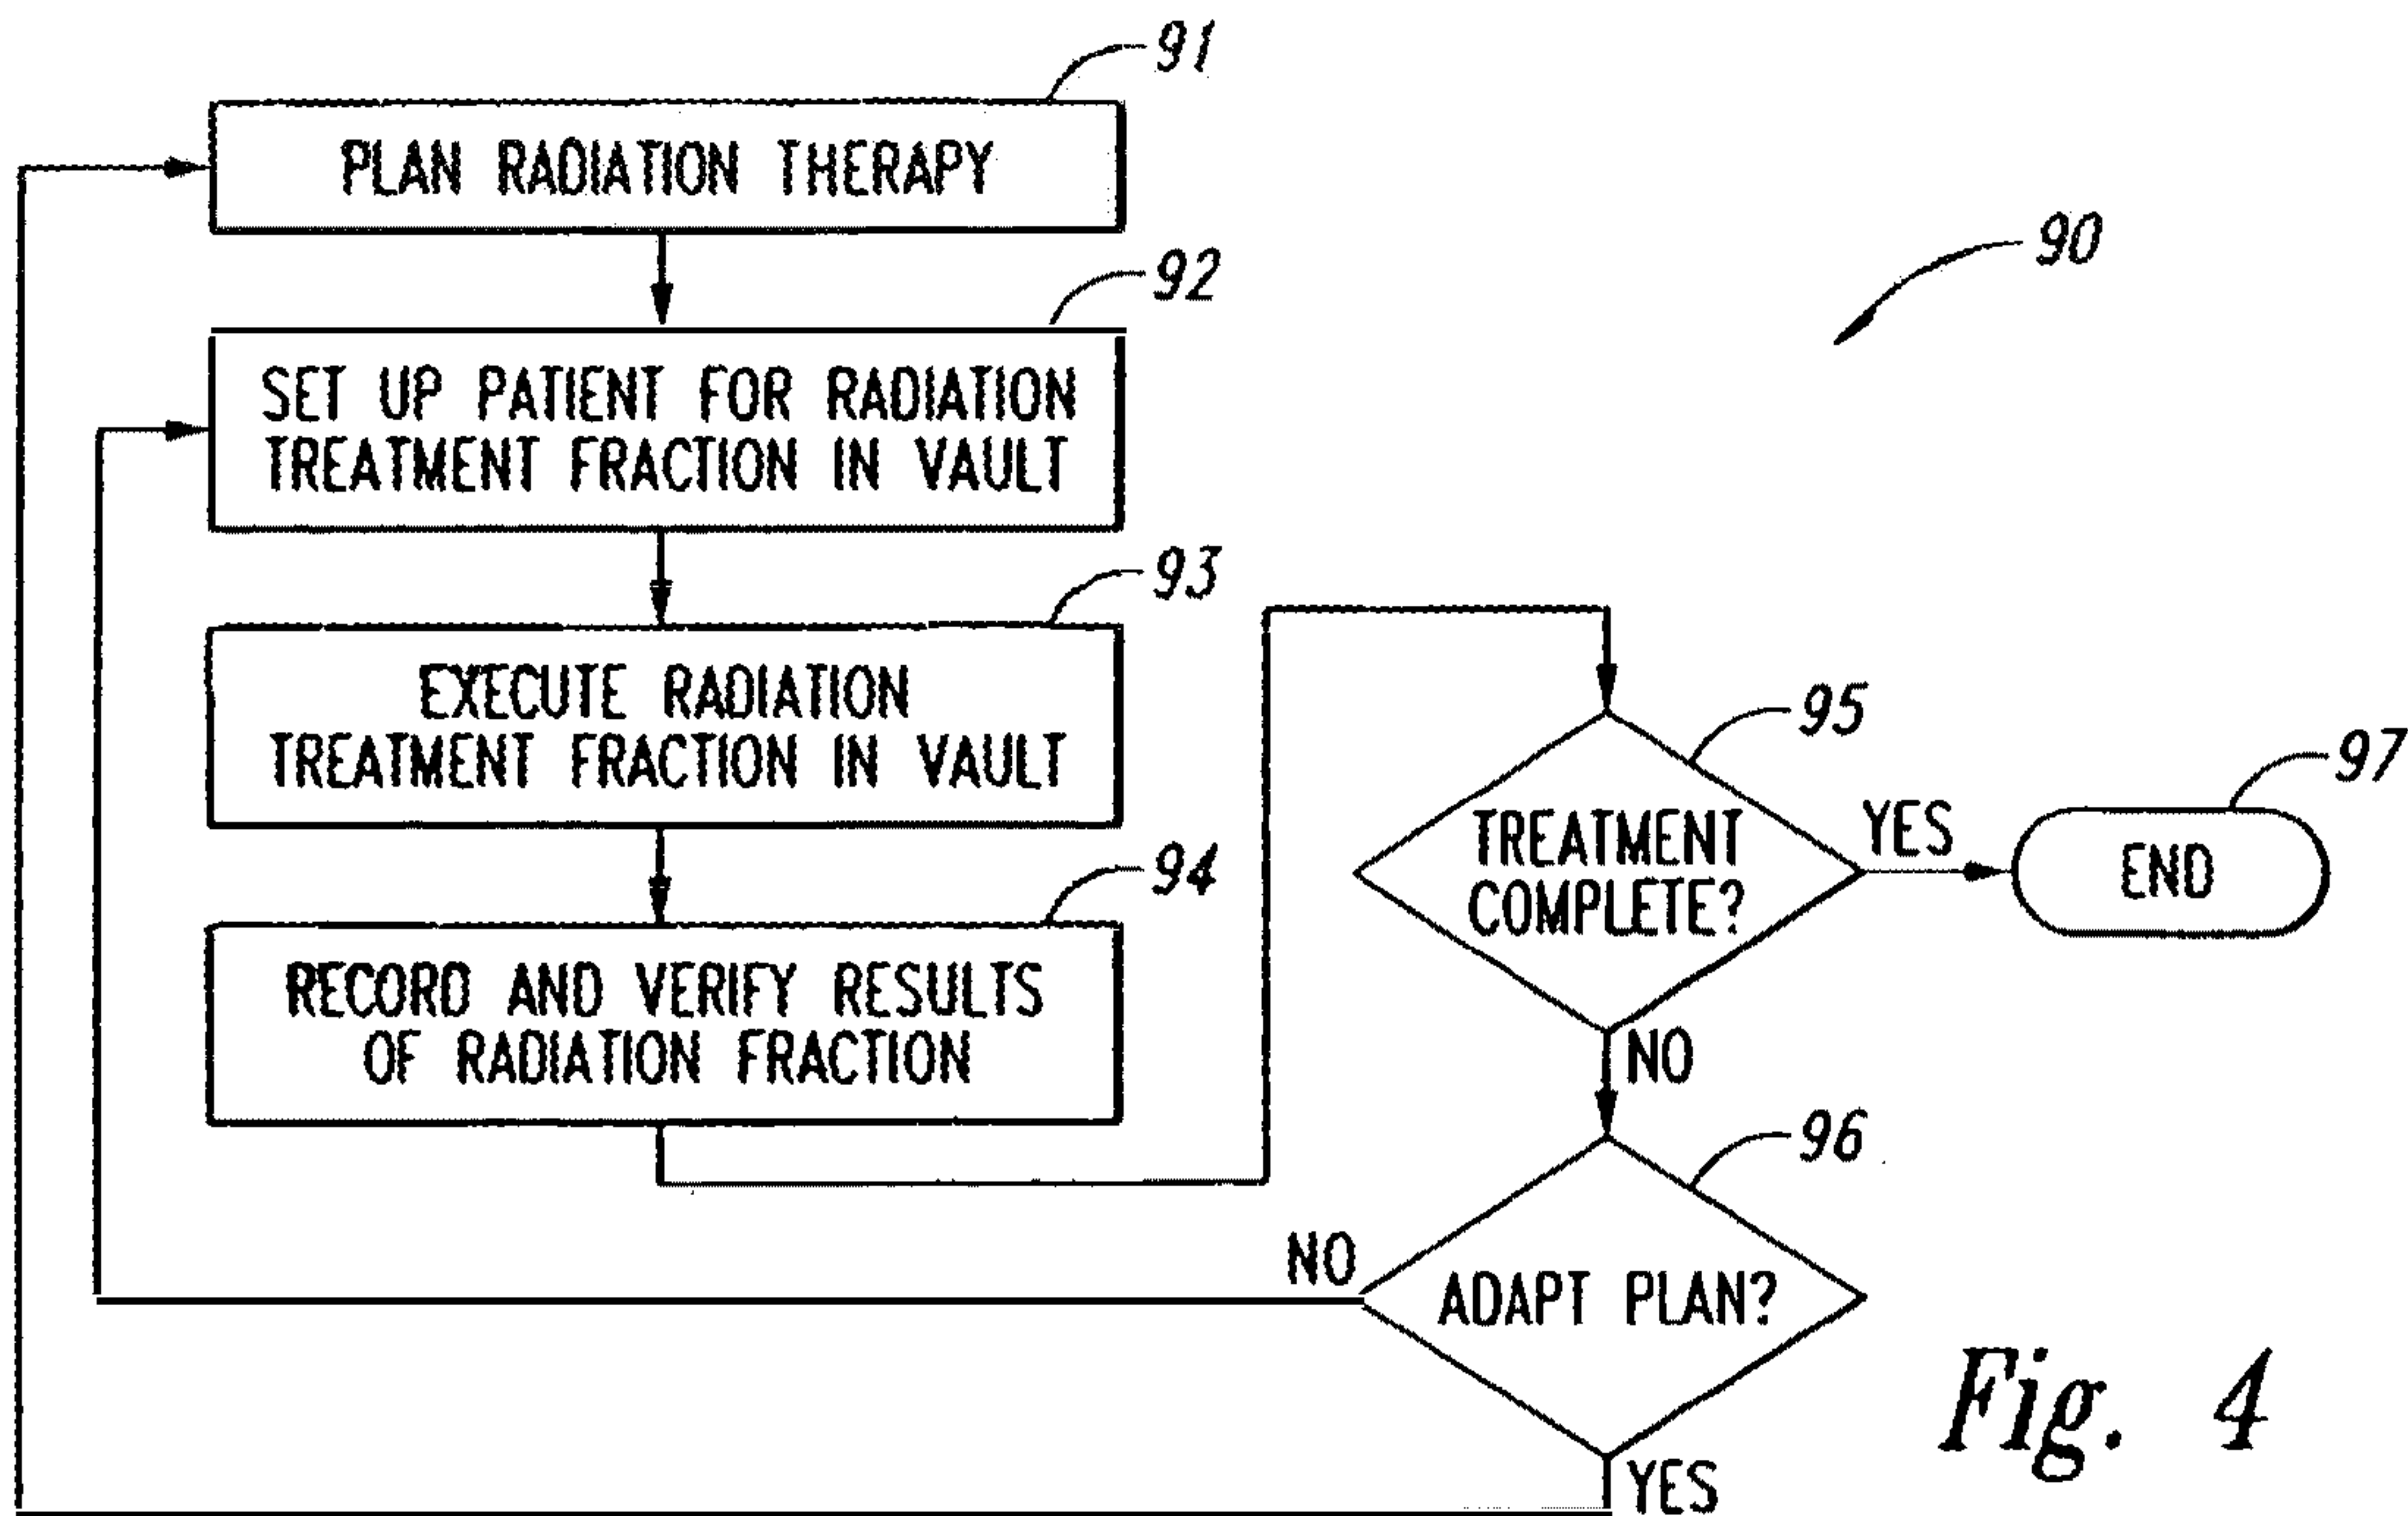 91
PLAN RADIATION THERAPY
90
92
SET UP PATIENT FOR RADIATION
TREATMENT FRACTION IN VAULT
93
EXECUTE RADIATION
TREATMENT FRACTION IN VAULT
94
RECORD AND VERIFY RESULTS
OF RADIATION FRACTION
95
TREATMENT
COMPLETE?
YES
97
END
NO
96
ADAPT PLAN?
NO
YES
Fig. 4